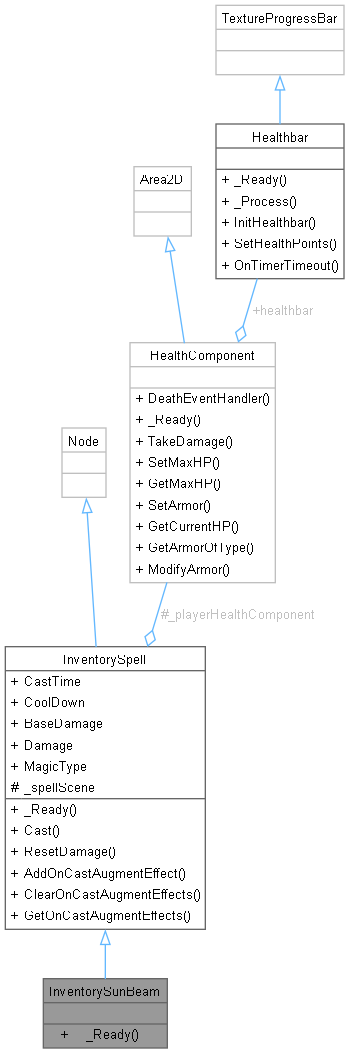 TextureProgressBar
Healthbar
+ _Ready()
+ _Process()
+ InitHealthbar()
+ SetHealthPoints()
+ OnTimerTimeout()
Area2D
+healthbar
HealthComponent
+ DeathEventHandler()
+ _Ready()
+ TakeDamage()
+ SetMaxHP()
+ GetMaxHP()
+ SetArmor()
+ GetCurrentHP()
+ GetArmorOfType()
+ ModifyArmor()
Node
#_playerHealthComponent
InventorySpell
+ CastTime
+ CoolDown
+ BaseDamage
+ Damage
+ MagicType
# _spellScene
+ _Ready()
+ Cast()
+ ResetDamage()
+ AddOnCastAugmentEffect()
+ ClearOnCastAugmentEffects()
+ GetOnCastAugmentEffects()
InventorySunBeam
+ _Ready()